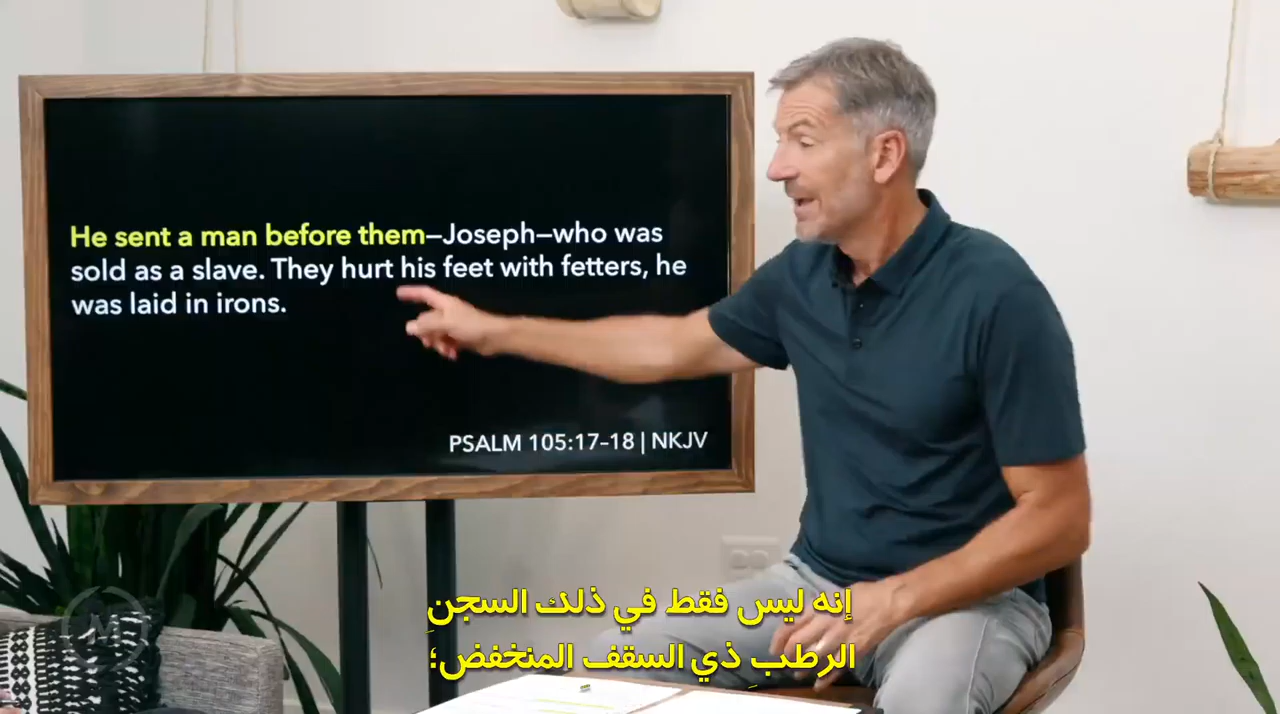 He sent a man before them—Joseph—who was
sold as a slave. They hurt his feet with fetters, he
was laid in irons.
PSALM 105:17–18 | NKJV
إنه ليس فقط في ذلك السجنِ
الرطبِ ذي السقف المنخفض؛
M